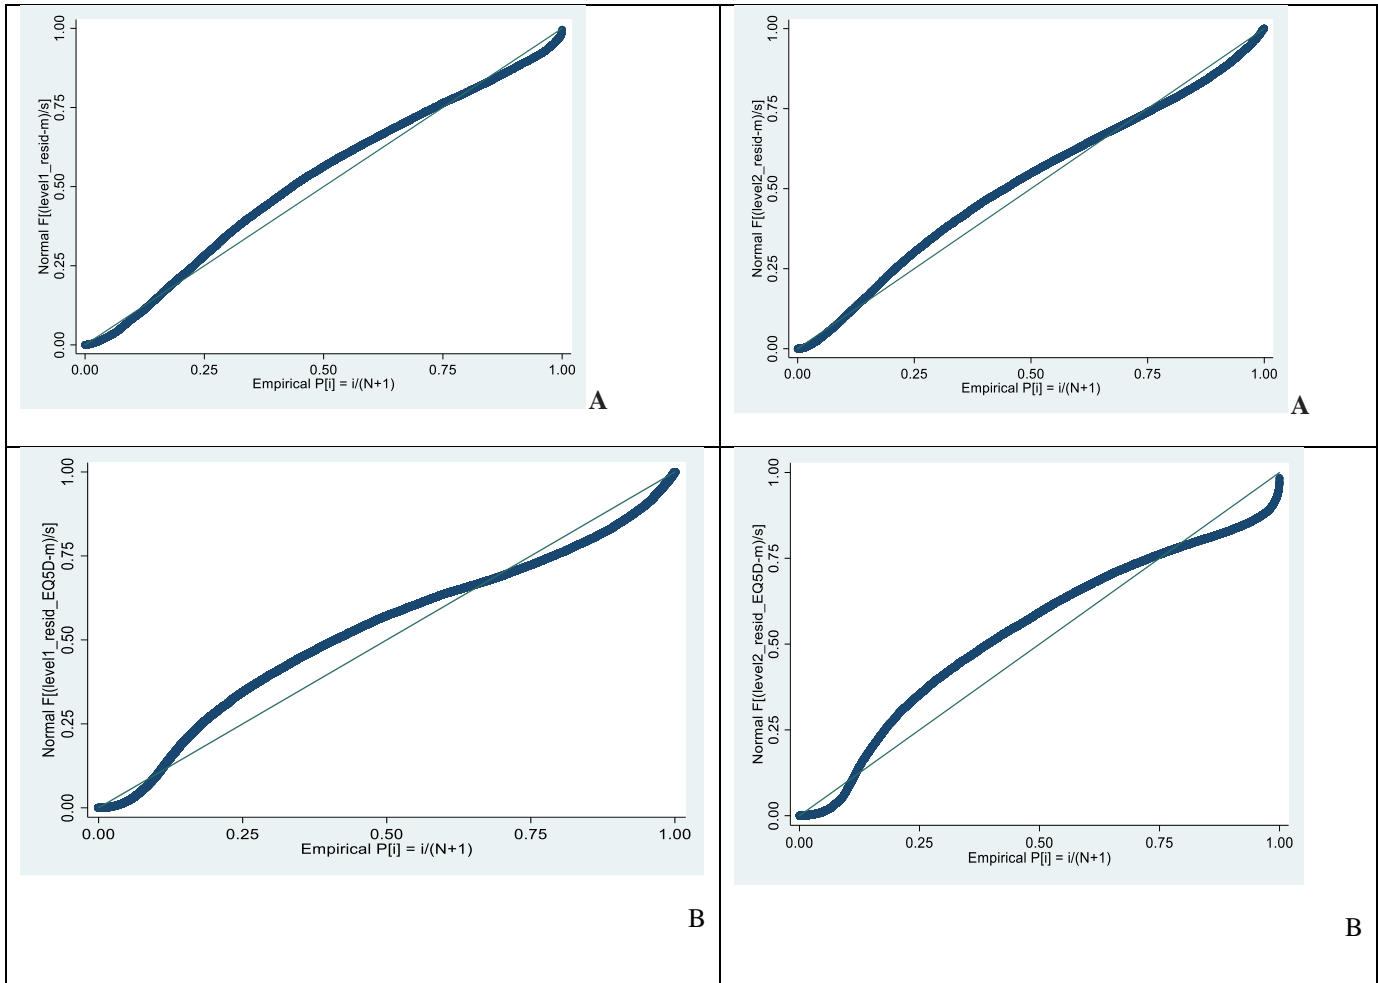 Normal F[(level1_resid-m)/s]
1.00
0.75
0.50
0.25
0.00
0.00 0.25 0.50 0.75 1.00
Empirical P[i] = i/(N+1)
A
Normal F[(level2_resid-m)/s]
1.00
0.75
0.50
0.25
0.00
0.00 0.25 0.50 0.75 1.00
Empirical P[i] = i/(N+1)
A
Normal F[(level1_resid_EQ5D-m)/s]
1.00
0.75
0.50
0.25
0.00
0.00 0.25 0.50 0.75 1.00
Empirical P[i] = i/(N+1)
B
Normal F[(level2_resid_EQ5D-m)/s]
1.00
0.75
0.50
0.25
0.00
0.00 0.25 0.50 0.75 1.00
Empirical P[i] = i/(N+1)
B